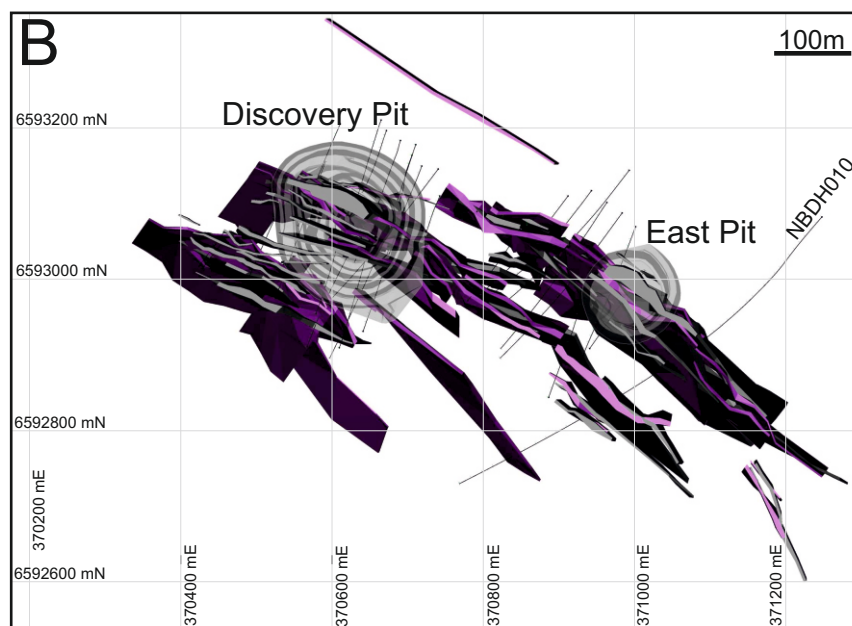 B
100m
Discovery Pit
6593200 mN
NBDH010
East Pit
6593000 mN
6592800 mN
370200 mE
370400 mE
370600 mE
370800 mE
371000 mE
371200 mE
6592600 mN